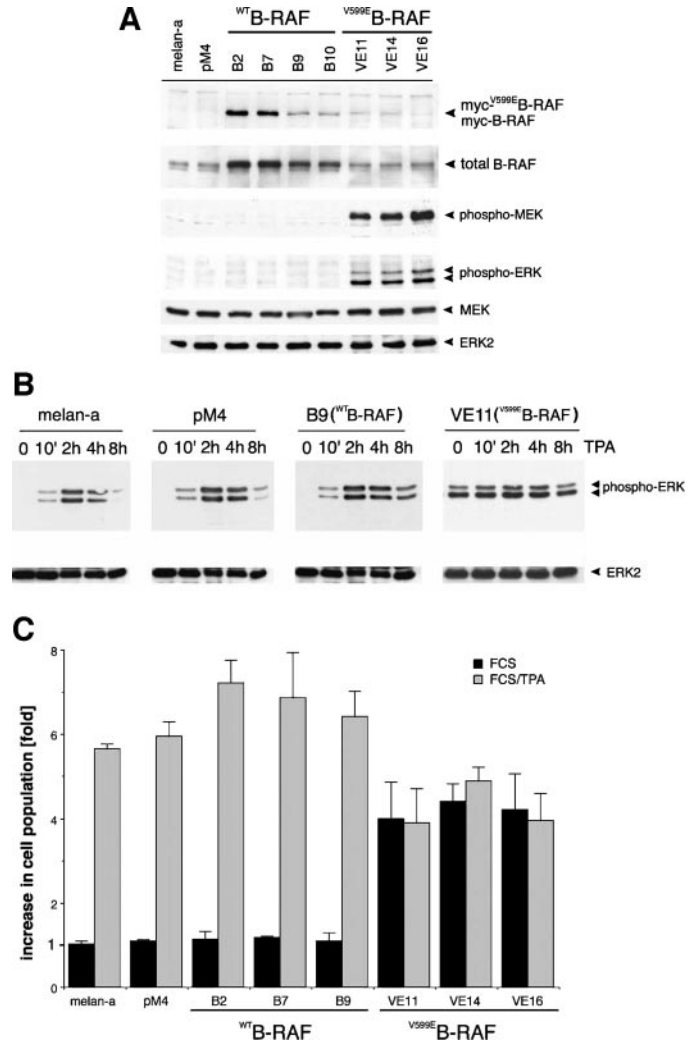 A
WTB-RAF V599EB-RAF
melan-a pM4 B2 B7 B9 B10 VE11 VE14 VE16
myc-V599EB-RAF
myc-B-RAF
total B-RAF
phospho-MEK
phospho-ERK
MEK
ERK2
B
melan-a pM4 B9(WTB-RAF) VE11(V599EB-RAF)
0 10' 2h 4h 8h 0 10' 2h 4h 8h 0 10' 2h 4h 8h 0 10' 2h 4h 8h TPA
phospho-ERK
ERK2
C
8
FCS
FCS/TPA
6
4
2
1
0
increase in cell population [fold]
melan-a pM4 B2 B7 B9 VE11 VE14 VE16
WTB-RAF V599EB-RAF